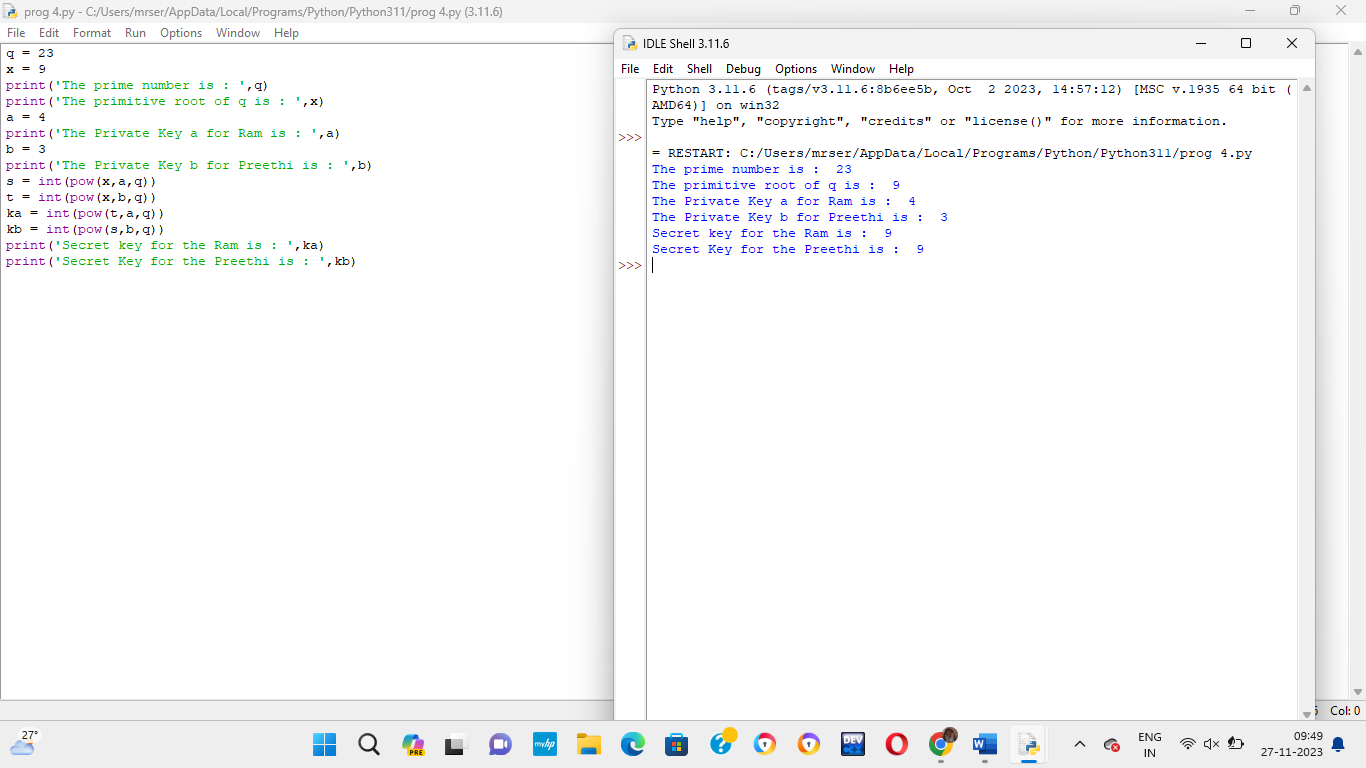 prog 4.py - C:/Users/mrser/AppData/Local/Programs/Python/Python311/prog 4.py (3.11.6)
File Edit Format Run Options Window Help
q = 23
x = 9
print('The prime number is : ',q)
print('The primitive root of q is : ',x)
a = 4
print('The Private Key a for Ram is : ',a)
b = 3
print('The Private Key b for Preethi is : ',b)
s = int(pow(x,a,q))
t = int(pow(x,b,q))
ka = int(pow(t,a,q))
kb = int(pow(s,b,q))
print('Secret key for the Ram is : ',ka)
print('Secret Key for the Preethi is : ',kb)
IDLE Shell 3.11.6
File Edit Shell Debug Options Window Help
Python 3.11.6 (tags/v3.11.6:8b6ee5b, Oct  2 2023, 14:57:12) [MSC v.1935 64 bit (
AMD64)] on win32
Type "help", "copyright", "credits" or "license()" for more information.
>>>
= RESTART: C:/Users/mrser/AppData/Local/Programs/Python/Python311/prog 4.py
The prime number is :  23
The primitive root of q is :  9
The Private Key a for Ram is :  4
The Private Key b for Preethi is :  3
Secret key for the Ram is :  9
Secret Key for the Preethi is :  9
>>>
Col: 0
27°
PRE
myhp
DEV
ENG
IN
09:49
27-11-2023